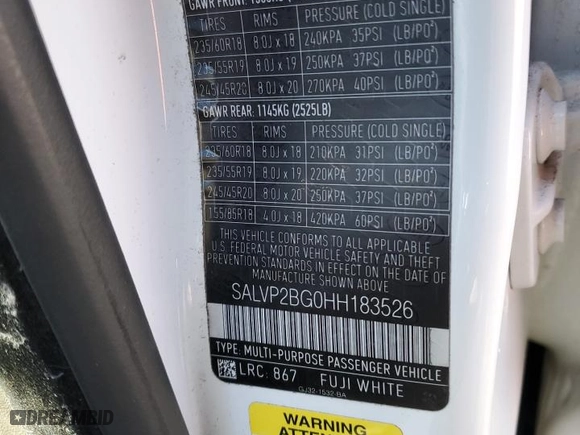 GAWR FRONT:
TIRES RIMS PRESSURE (COLD SINGLE)
235/60R18 8.0J x 18 240KPA 35PSI (LB/PO²)
235/55R19 8.0J x 19 250KPA 37PSI (LB/PO²)
245/45R20 8.0J x 20 270KPA 40PSI (LB/PO²)
GAWR REAR: 1145KG (2525LB)
TIRES RIMS PRESSURE (COLD SINGLE)
235/60R18 8.0J x 18 210KPA 31PSI (LB/PO²)
235/55R19 8.0J x 19 220KPA 32PSI (LB/PO²)
245/45R20 8.0J x 20 250KPA 37PSI (LB/PO²)
155/85R18 4.0J x 18 420KPA 60PSI (LB/PO²)
THIS VEHICLE CONFORMS TO ALL APPLICABLE
U.S. FEDERAL MOTOR VEHICLE SAFETY AND THEFT
PREVENTION STANDARDS IN EFFECT ON THE DATE OF
MANUFACTURE SHOWN ABOVE
SALVP2BG0HH183526
TYPE: MULTI-PURPOSE PASSENGER VEHICLE
LRC: 867 FUJI WHITE
GJ32-1532-BA
WARNING
DREAMBID